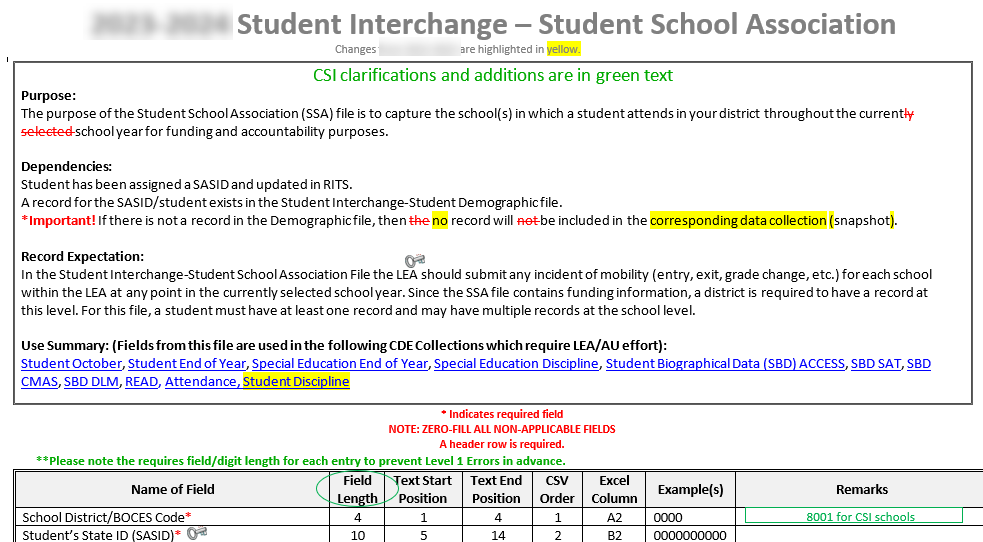 Student Interchange – Student School Association
Changes are highlighted in yellow.
CSI clarifications and additions are in green text
Purpose:
The purpose of the Student School Association (SSA) file is to capture the school(s) in which a student attends in your district throughout the currently
selected school year for funding and accountability purposes.
Dependencies:
Student has been assigned a SASID and updated in RITS.
A record for the SASID/student exists in the Student Interchange-Student Demographic file.
*Important! If there is not a record in the Demographic file, then the no record will not be included in the corresponding data collection (snapshot).
Record Expectation:
In the Student Interchange-Student School Association File the LEA should submit any incident of mobility (entry, exit, grade change, etc.) for each school
within the LEA at any point in the currently selected school year. Since the SSA file contains funding information, a district is required to have a record at
this level. For this file, a student must have at least one record and may have multiple records at the school level.
Use Summary: (Fields from this file are used in the following CDE Collections which require LEA/AU effort):
Student October, Student End of Year, Special Education End of Year, Special Education Discipline, Student Biographical Data (SBD) ACCESS, SBD SAT, SBD
CMAS, SBD DLM, READ, Attendance, Student Discipline
* Indicates required field
NOTE: ZERO-FILL ALL NON-APPLICABLE FIELDS
A header row is required.
**Please note the requires field/digit length for each entry to prevent Level 1 Errors in advance.
Name of Field Field Length Text Start Position Text End Position CSV Order Excel Column Example(s) Remarks
School District/BOCES Code* 4 1 4 1 A2 0000 8001 for CSI schools
Student's State ID (SASID)* 10 5 14 2 B2 0000000000